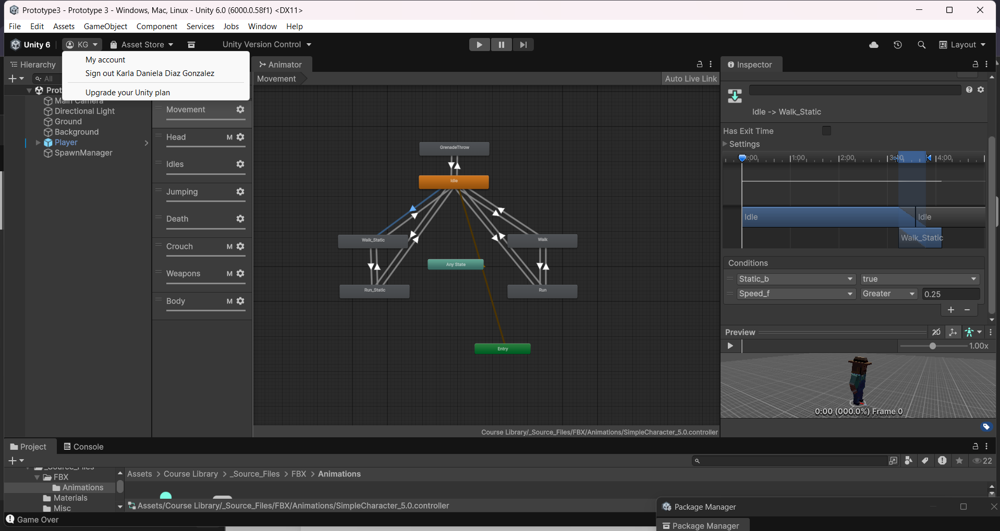 Prototype3 - Prototype 3 - Windows, Mac, Linux - Unity 6.0 (6000.0.58f1) <DX11>
File Edit Assets GameObject Component Services Jobs Window Help
Unity 6 KG Asset Store Unity Version Control Layout
My account
Sign out Karla Daniela Diaz Gonzalez
Upgrade your Unity plan
Hierarchy
All
Prot
Main Camera
Directional Light
Ground
Background
Player
SpawnManager
Animator
Movement
Auto Live Link
Movement
Head M
Idles
Jumping
Death
Crouch M
Weapons M
Body M
GrenadeThrow
Idle
Walk_Static
Walk
Any State
Run_Static
Run
Entry
Course Library/_Source_Files/FBX/Animations/SimpleCharacter_5.0.controller
Inspector
Idle -> Walk_Static
Has Exit Time
Settings
0:00 1:00 2:00 3:00 4:00
Idle
Idle
Walk_Static
Conditions
Static_b true
Speed_f Greater 0.25
+ −
Preview
2D
1.00x
0:00 (000.0%) Frame 0
Project Console
22
_Source_Files
FBX
Animations
Materials
Misc
Assets > Course Library > _Source_Files > FBX > Animations
Assets/Course Library/_Source_Files/FBX/Animations/SimpleCharacter_5.0.controller
Game Over
Package Manager
Package Manager